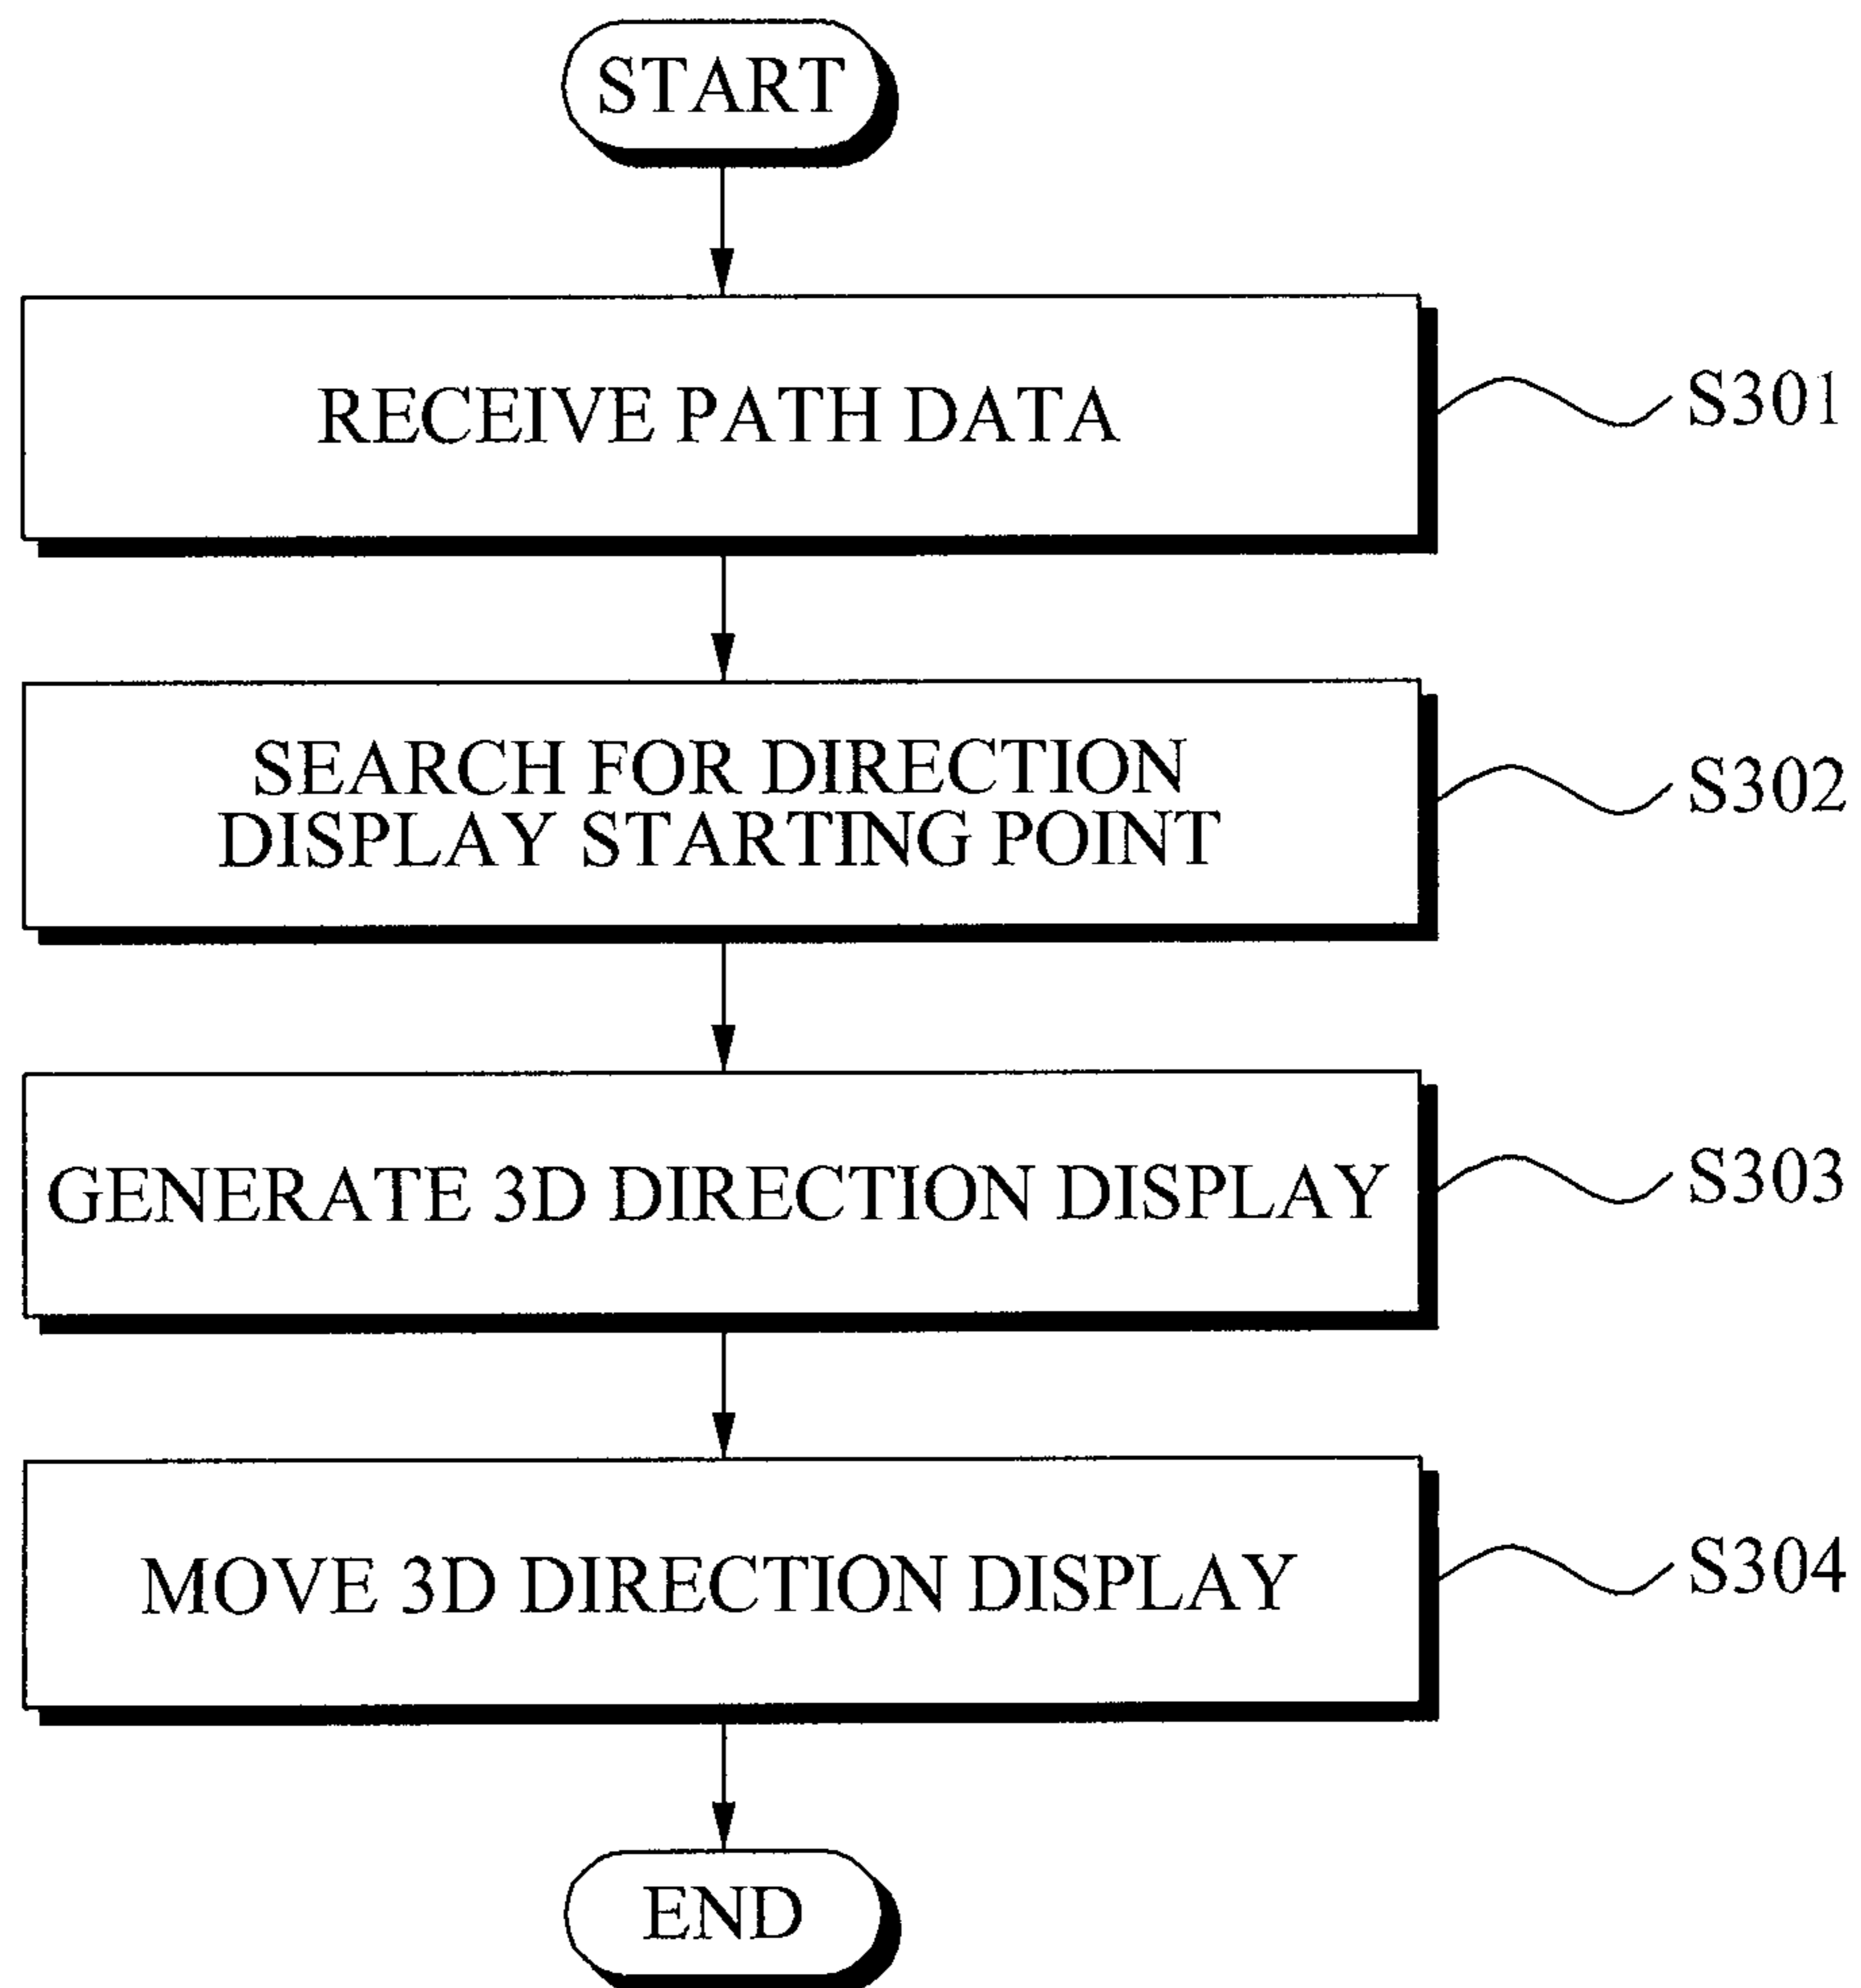 START
RECEIVE PATH DATA
S301
SEARCH FOR DIRECTION
DISPLAY STARTING POINT
S302
GENERATE 3D DIRECTION DISPLAY
S303
MOVE 3D DIRECTION DISPLAY
S304
END